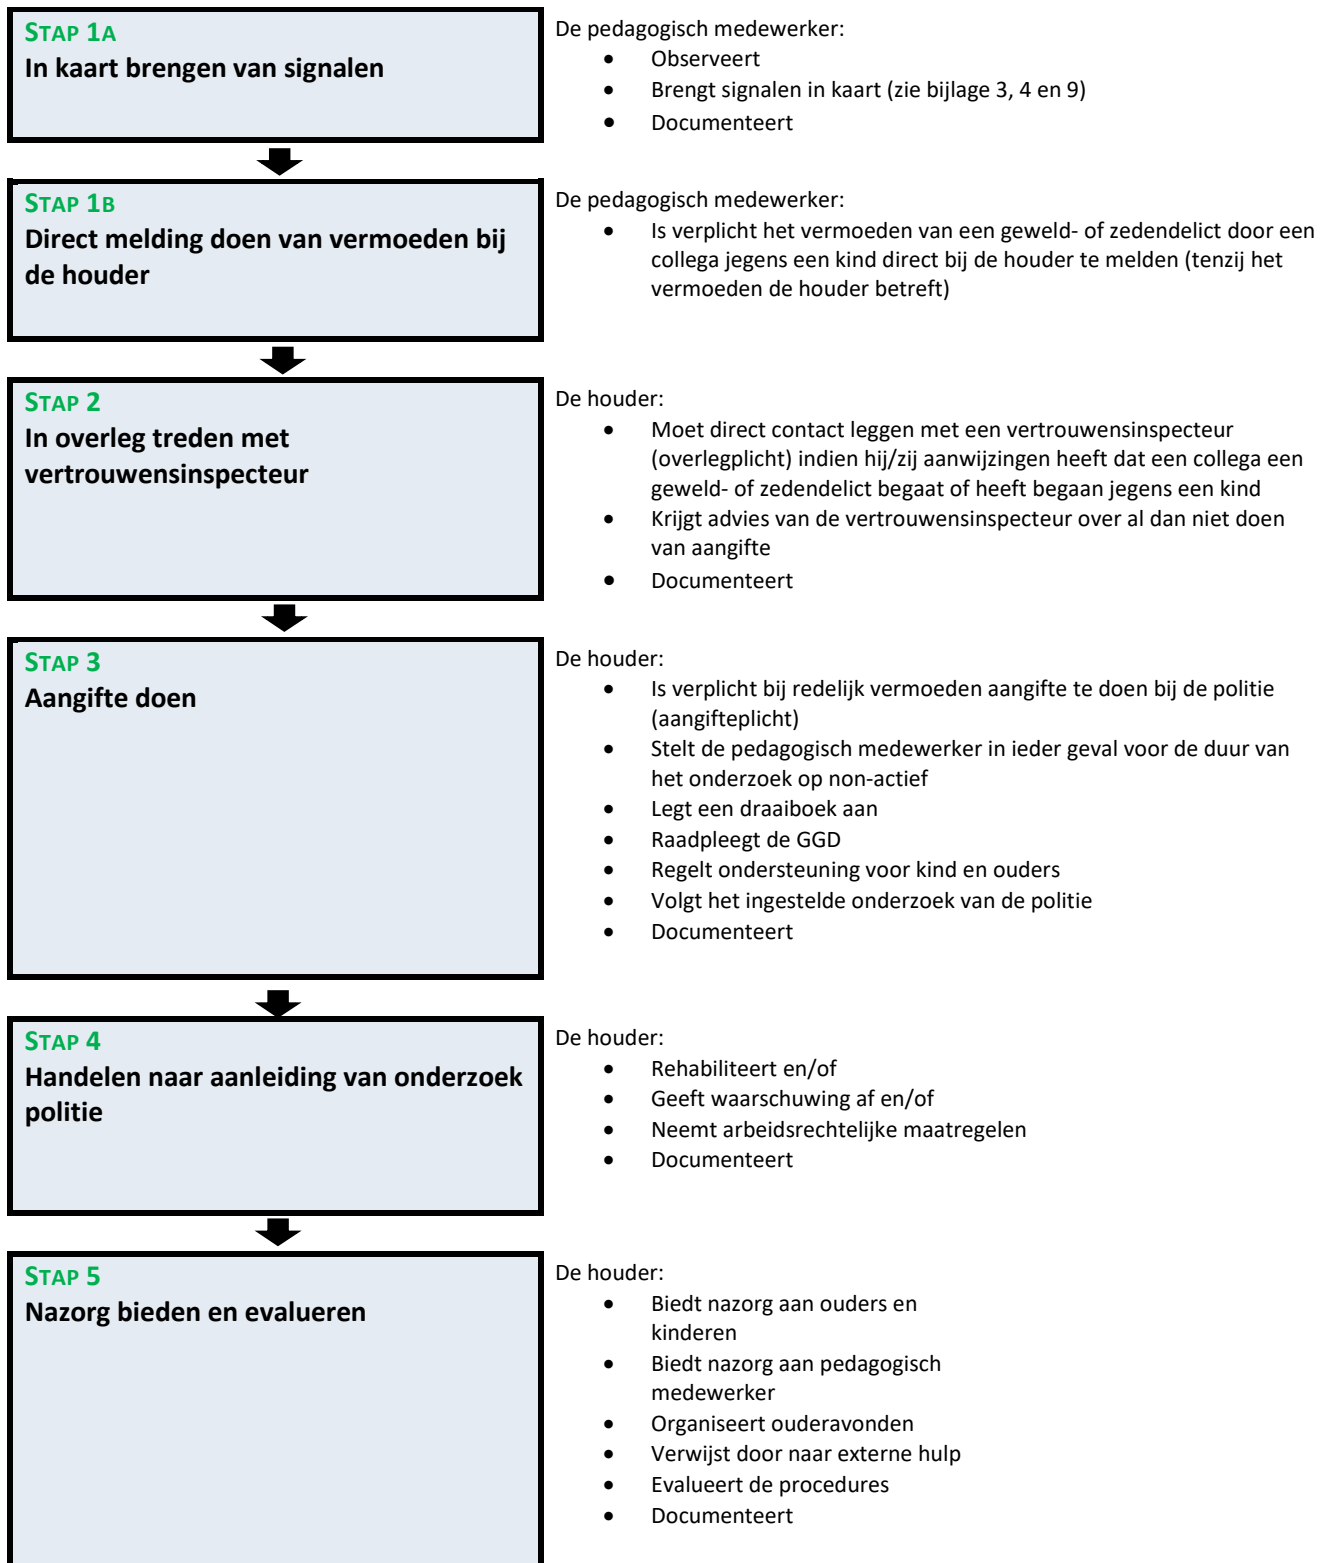 STAP 1A
In kaart brengen van signalen
De pedagogisch medewerker:
• Observeert
• Brengt signalen in kaart (zie bijlage 3, 4 en 9)
• Documenteert
STAP 1B
Direct melding doen van vermoeden bij
de houder
De pedagogisch medewerker:
• Is verplicht het vermoeden van een geweld- of zedendelict door een
collega jegens een kind direct bij de houder te melden (tenzij het
vermoeden de houder betreft)
STAP 2
In overleg treden met
vertrouwensinspecteur
De houder:
• Moet direct contact leggen met een vertrouwensinspecteur
(overlegplicht) indien hij/zij aanwijzingen heeft dat een collega een
geweld- of zedendelict begaat of heeft begaan jegens een kind
• Krijgt advies van de vertrouwensinspecteur over al dan niet doen
van aangifte
• Documenteert
STAP 3
Aangifte doen
De houder:
• Is verplicht bij redelijk vermoeden aangifte te doen bij de politie
(aangifteplicht)
• Stelt de pedagogisch medewerker in ieder geval voor de duur van
het onderzoek op non-actief
• Legt een draaiboek aan
• Raadpleegt de GGD
• Regelt ondersteuning voor kind en ouders
• Volgt het ingestelde onderzoek van de politie
• Documenteert
STAP 4
Handelen naar aanleiding van onderzoek
politie
De houder:
• Rehabiliteert en/of
• Geeft waarschuwing af en/of
• Neemt arbeidsrechtelijke maatregelen
• Documenteert
STAP 5
Nazorg bieden en evalueren
De houder:
• Biedt nazorg aan ouders en
kinderen
• Biedt nazorg aan pedagogisch
medewerker
• Organiseert ouderavonden
• Verwijst door naar externe hulp
• Evalueert de procedures
• Documenteert